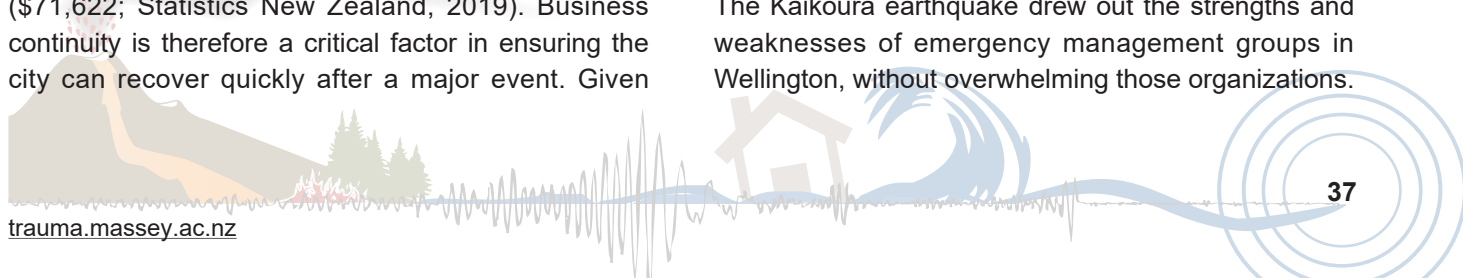 ($71,622; Statistics New Zealand, 2019). Business
continuity is therefore a critical factor in ensuring the
city can recover quickly after a major event. Given
The Kaikoura earthquake drew out the strengths and
weaknesses of emergency management groups in
Wellington, without overwhelming those organizations.
37
trauma.massey.ac.nz